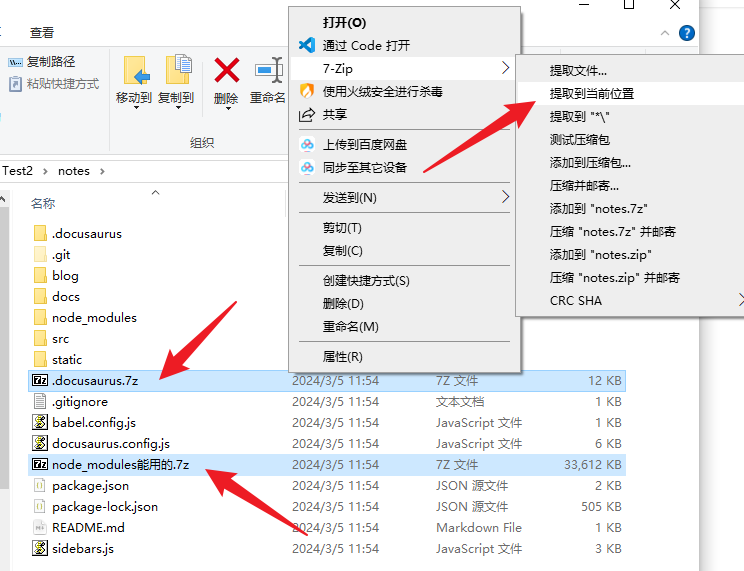 查看
复制路径
粘贴快捷方式
移动到
复制到
删除
重命名
组织
Test2 > notes >
名称
.docusaurus
.git
blog
docs
node_modules
src
static
.docusaurus.7z 2024/3/5 11:54 7Z 文件 12 KB
.gitignore 2024/3/5 11:54 文本文档 1 KB
babel.config.js 2024/3/5 11:54 JavaScript 文件 1 KB
docusaurus.config.js 2024/3/5 11:54 JavaScript 文件 6 KB
node_modules能用的.7z 2024/3/5 11:54 7Z 文件 33,612 KB
package.json 2024/3/5 11:54 JSON 源文件 2 KB
package-lock.json 2024/3/5 11:54 JSON 源文件 505 KB
README.md 2024/3/5 11:54 Markdown File 1 KB
sidebars.js 2024/3/5 11:54 JavaScript 文件 3 KB
打开(O)
通过 Code 打开
7-Zip
使用火绒安全进行杀毒
共享
上传到百度网盘
同步至其它设备
发送到(N)
剪切(T)
复制(C)
创建快捷方式(S)
删除(D)
重命名(M)
属性(R)
提取文件...
提取到当前位置
提取到 "*\"
测试压缩包
添加到压缩包...
压缩并邮寄...
添加到 "notes.7z"
压缩 "notes.7z" 并邮寄
添加到 "notes.zip"
压缩 "notes.zip" 并邮寄
CRC SHA